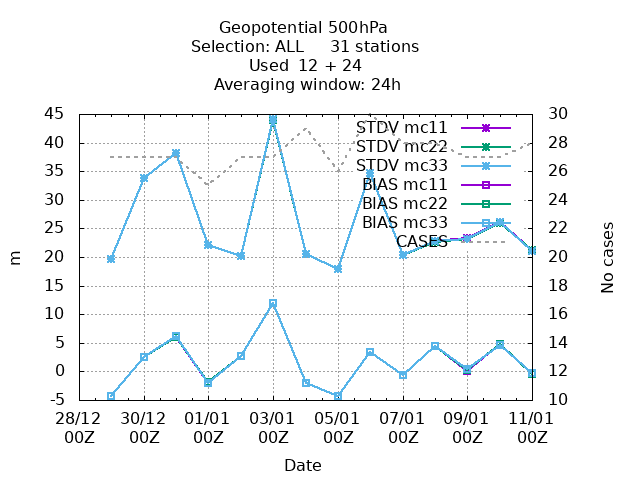 Geopotential 500hPa
Selection: ALL     31 stations
Used  12 + 24
Averaging window: 24h
45
40
35
30
25
20
15
10
5
0
-5
m
30
28
26
24
22
20
18
16
14
12
10
No cases
STDV mc11
STDV mc22
STDV mc33
BIAS mc11
BIAS mc22
BIAS mc33
CASES
28/12 30/12 01/01 03/01 05/01 07/01 09/01 11/01
00Z 00Z 00Z 00Z 00Z 00Z 00Z 00Z
Date